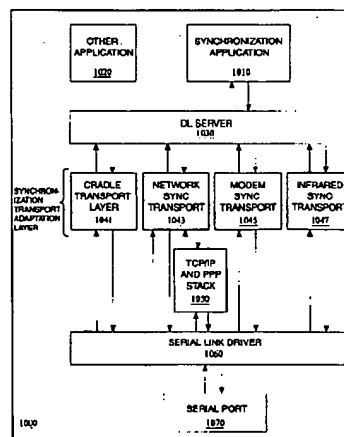 OTHER
APPLICATION
1020
SYNCHRONIZATION
APPLICATION
1010
DL SERVER
1030
SYNCHRON-
IZATION
TRANSPORT
ADAPTATION
LAYER
CRADLE
TRANSPORT
LAYER
1041
NETWORK
SYNC
TRANSPORT
1043
MODEM
SYNC
TRANSPORT
1045
INFRARED
SYNC
TRANSPORT
1047
TCP/IP
AND PPP
STACK
1050
SERIAL LINK DRIVER
1060
SERIAL PORT
1070
1000